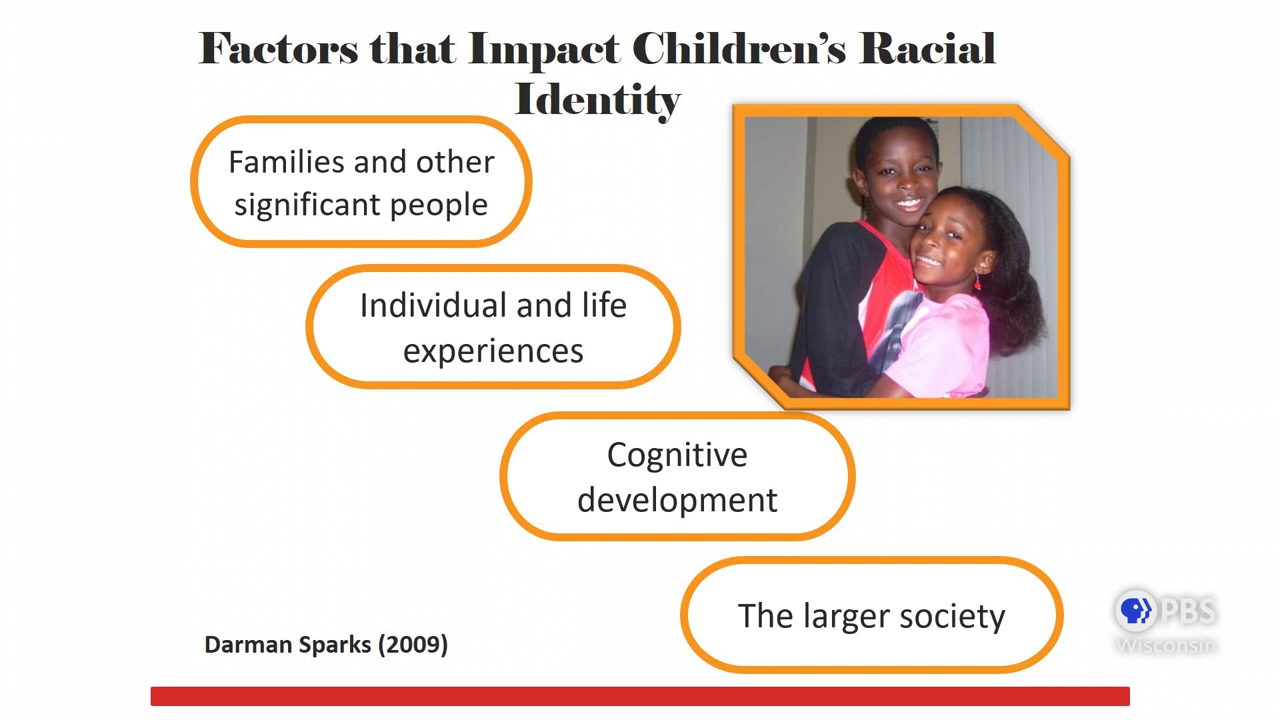 Factors that Impact Children’s Racial
Identity
Families and other
significant people
Individual and life
experiences
Cognitive
development
The larger society
Darman Sparks (2009)
PBS
Wisconsin